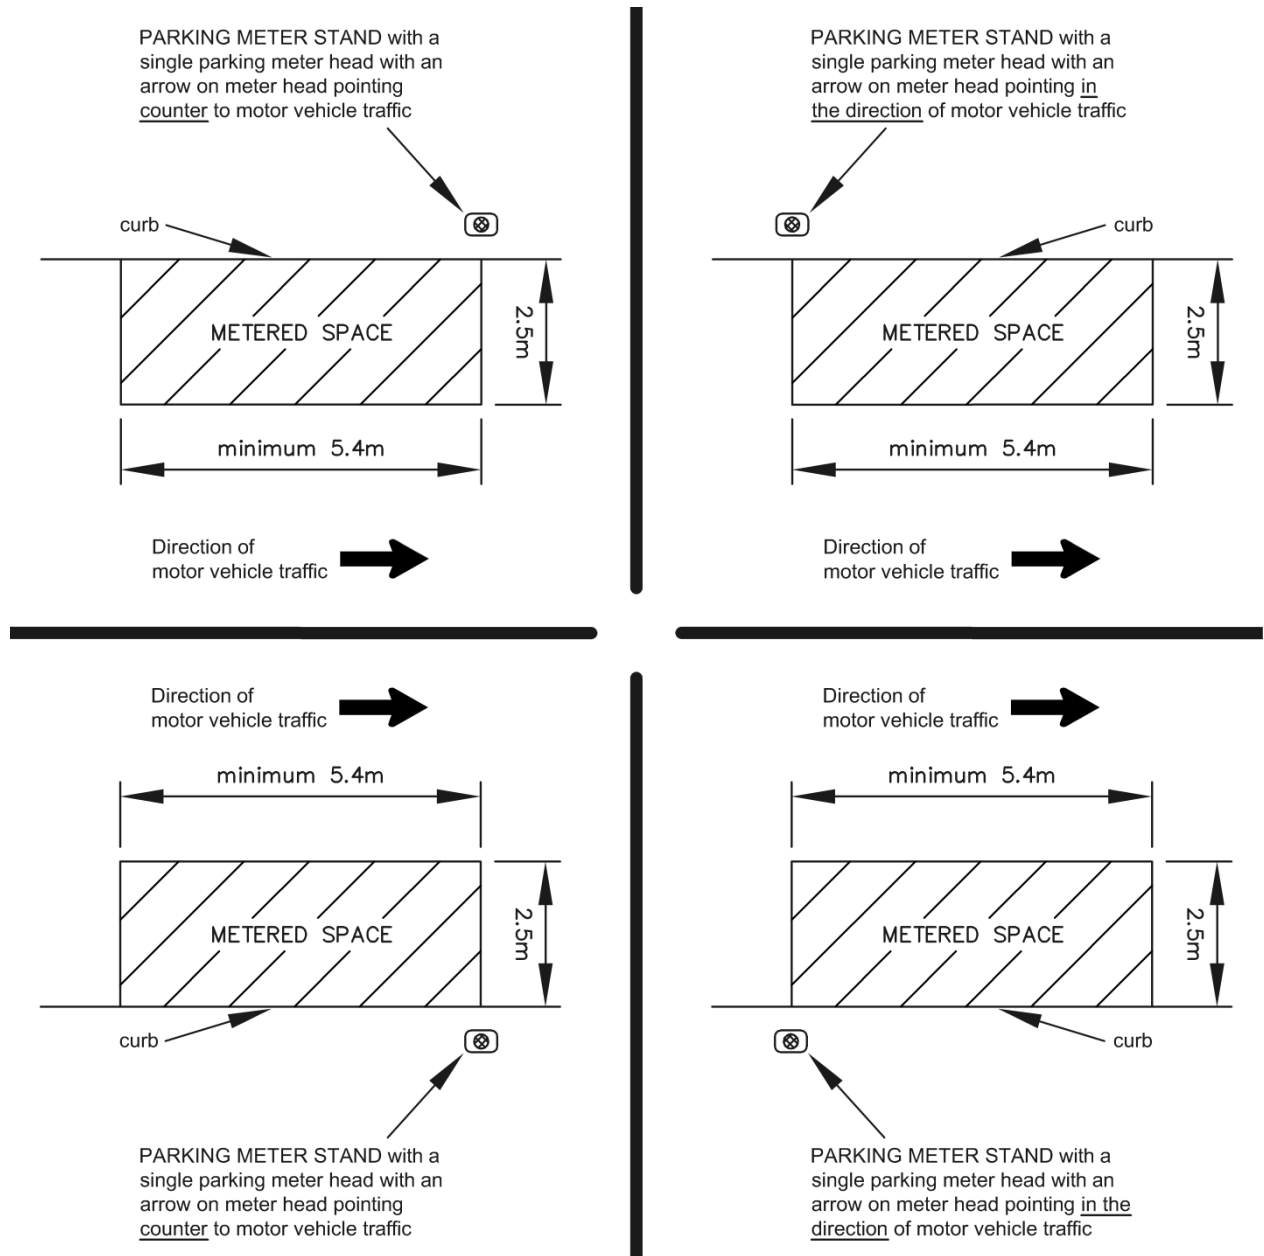 PARKING METER STAND with a
single parking meter head with an
arrow on meter head pointing
counter to motor vehicle traffic
curb
METERED SPACE
2.5m
minimum 5.4m
Direction of
motor vehicle traffic
PARKING METER STAND with a
single parking meter head with an
arrow on meter head pointing in
the direction of motor vehicle traffic
curb
METERED SPACE
2.5m
minimum 5.4m
Direction of
motor vehicle traffic
Direction of
motor vehicle traffic
minimum 5.4m
METERED SPACE
2.5m
curb
PARKING METER STAND with a
single parking meter head with an
arrow on meter head pointing
counter to motor vehicle traffic
Direction of
motor vehicle traffic
minimum 5.4m
METERED SPACE
2.5m
curb
PARKING METER STAND with a
single parking meter head with an
arrow on meter head pointing in the
direction of motor vehicle traffic